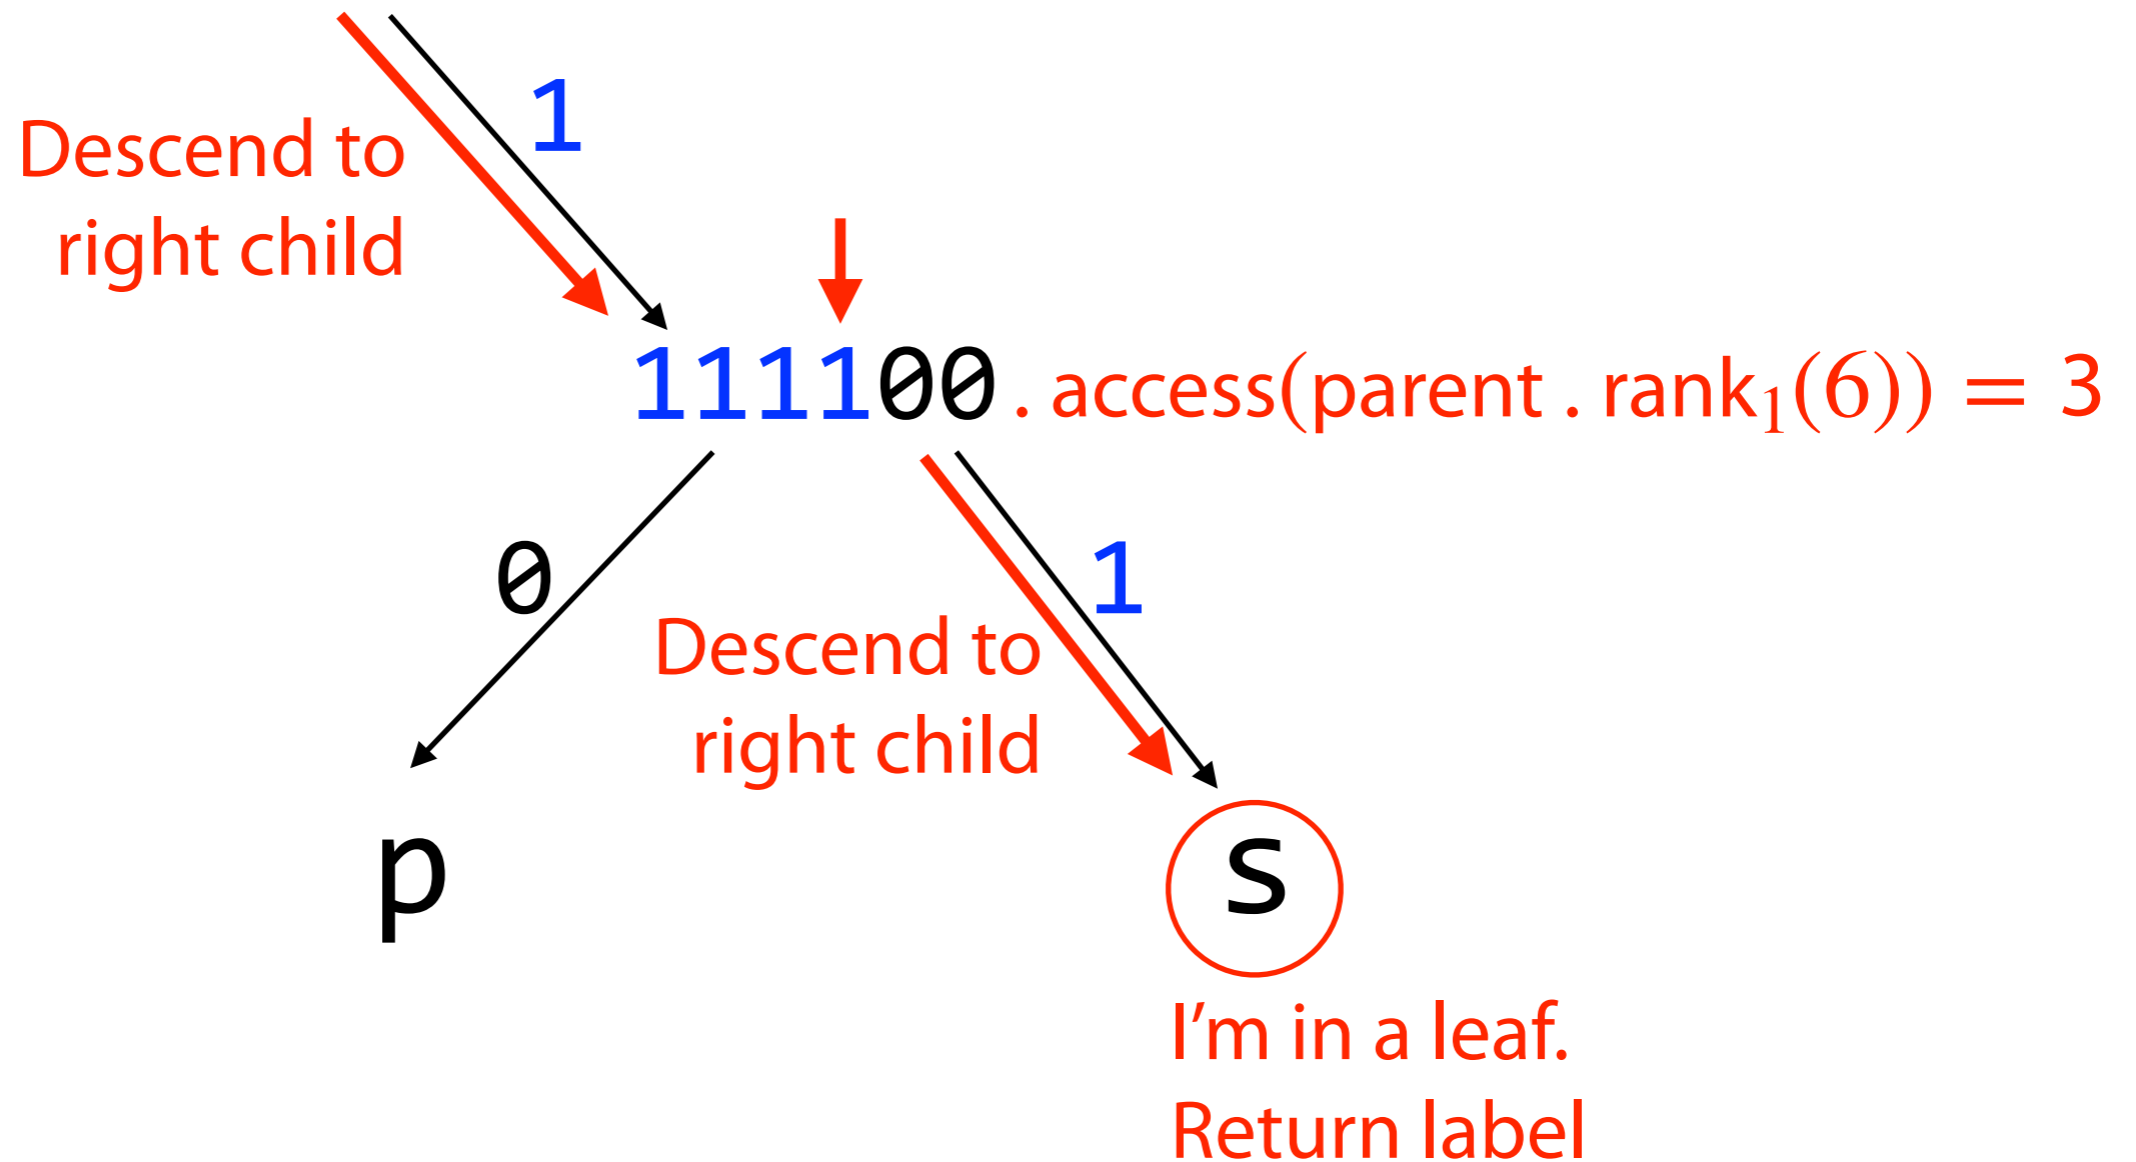 1
Descend to
right child
111100 . access(parent . rank₁(6)) = 3
0
1
Descend to
right child
p
s
I'm in a leaf.
Return label